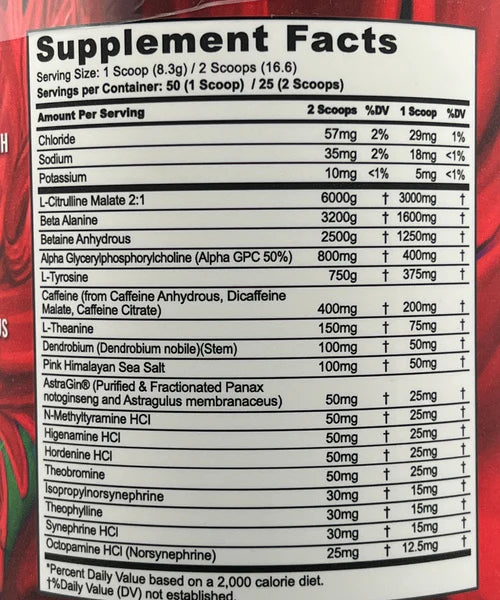 Supplement Facts
Serving Size: 1 Scoop (8.3g) / 2 Scoops (16.6)
Servings per Container: 50 (1 Scoop) / 25 (2 Scoops)
Amount Per Serving 2 Scoops %DV 1 Scoop %DV
Chloride 57mg 2% 29mg 1%
Sodium 35mg 2% 18mg <1%
Potassium 10mg <1% 5mg <1%
L-Citrulline Malate 2:1 6000g † 3000mg †
Beta Alanine 3200g † 1600mg †
Betaine Anhydrous 2500g † 1250mg †
Alpha Glycerylphosphorylcholine (Alpha GPC 50%) 800mg † 400mg †
L-Tyrosine 750g † 375mg †
Caffeine (from Caffeine Anhydrous, Dicaffeine
Malate, Caffeine Citrate) 400mg † 200mg †
L-Theanine 150mg † 75mg †
Dendrobium (Dendrobium nobile)(Stem) 100mg † 50mg †
Pink Himalayan Sea Salt 100mg † 50mg †
AstraGin® (Purified & Fractionated Panax
notoginseng and Astragulus membranaceus) 50mg † 25mg †
N-Methyltyramine HCl 50mg † 25mg †
Higenamine HCl 50mg † 25mg †
Hordenine HCl 50mg † 25mg †
Theobromine 50mg † 25mg †
Isopropylnorsynephrine 30mg † 15mg †
Theophylline 30mg † 15mg †
Synephrine HCl 30mg † 15mg †
Octopamine HCl (Norsynephrine) 25mg † 12.5mg †
*Percent Daily Value based on a 2,000 calorie diet.
†%Daily Value (DV) not established.